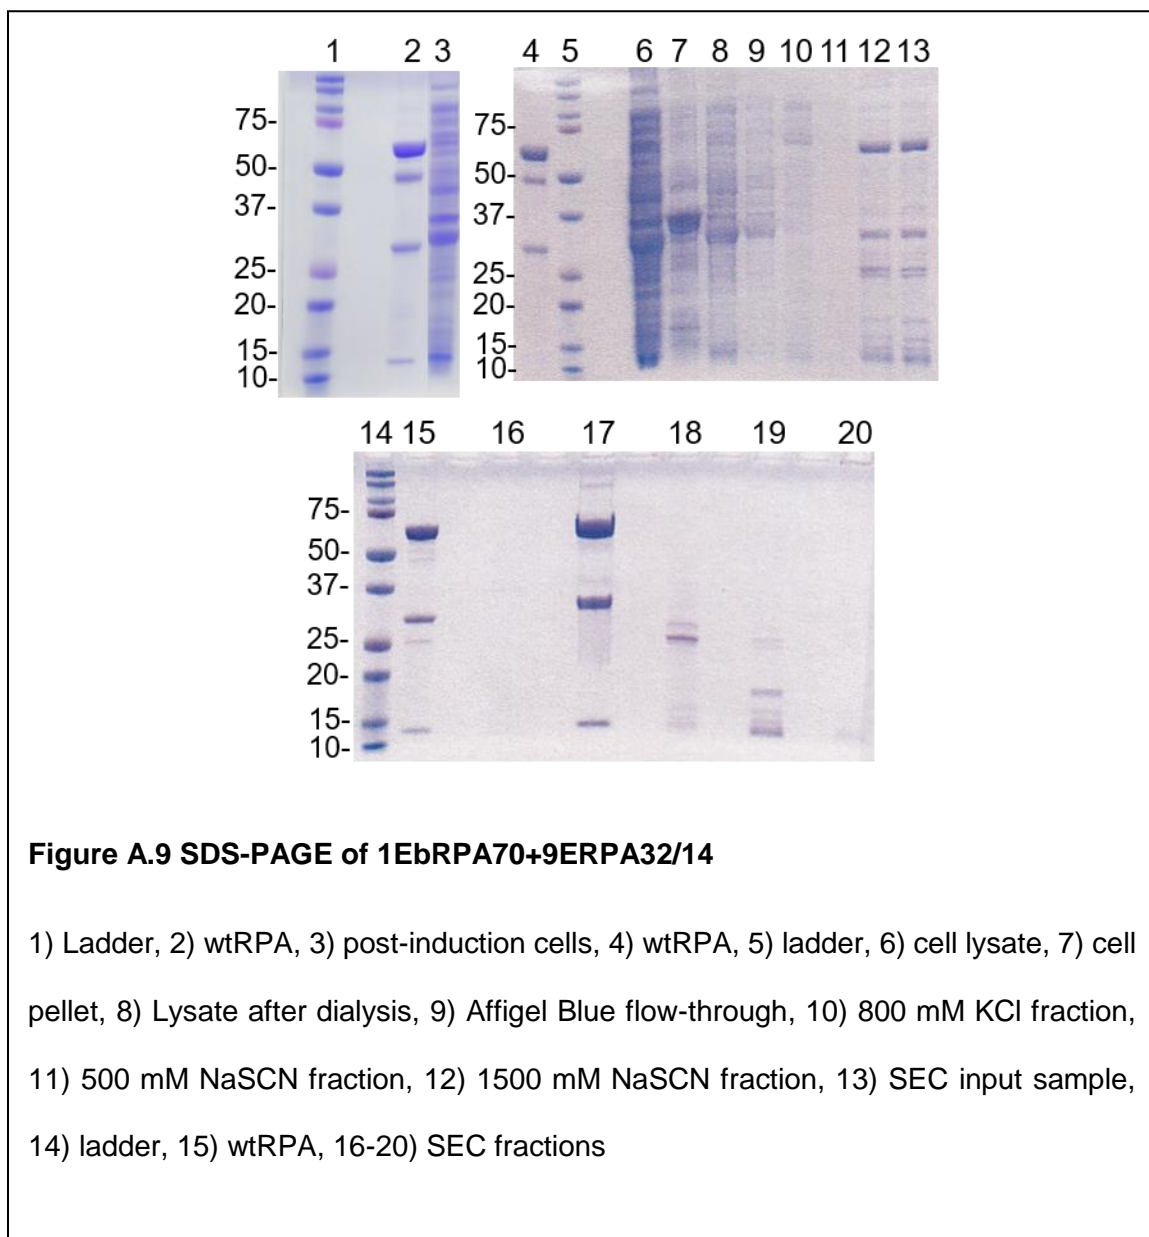 1 2 3
75-
50-
37-
25-
20-
15-
10-
4 5 6 7 8 9 10 11 12 13
75-
50-
37-
25-
20-
15-
10-
14 15 16 17 18 19 20
75-
50-
37-
25-
20-
15-
10-
Figure A.9 SDS-PAGE of 1EbRPA70+9ERPA32/14
1) Ladder, 2) wtRPA, 3) post-induction cells, 4) wtRPA, 5) ladder, 6) cell lysate, 7) cell
pellet, 8) Lysate after dialysis, 9) Affigel Blue flow-through, 10) 800 mM KCl fraction,
11) 500 mM NaSCN fraction, 12) 1500 mM NaSCN fraction, 13) SEC input sample,
14) ladder, 15) wtRPA, 16-20) SEC fractions